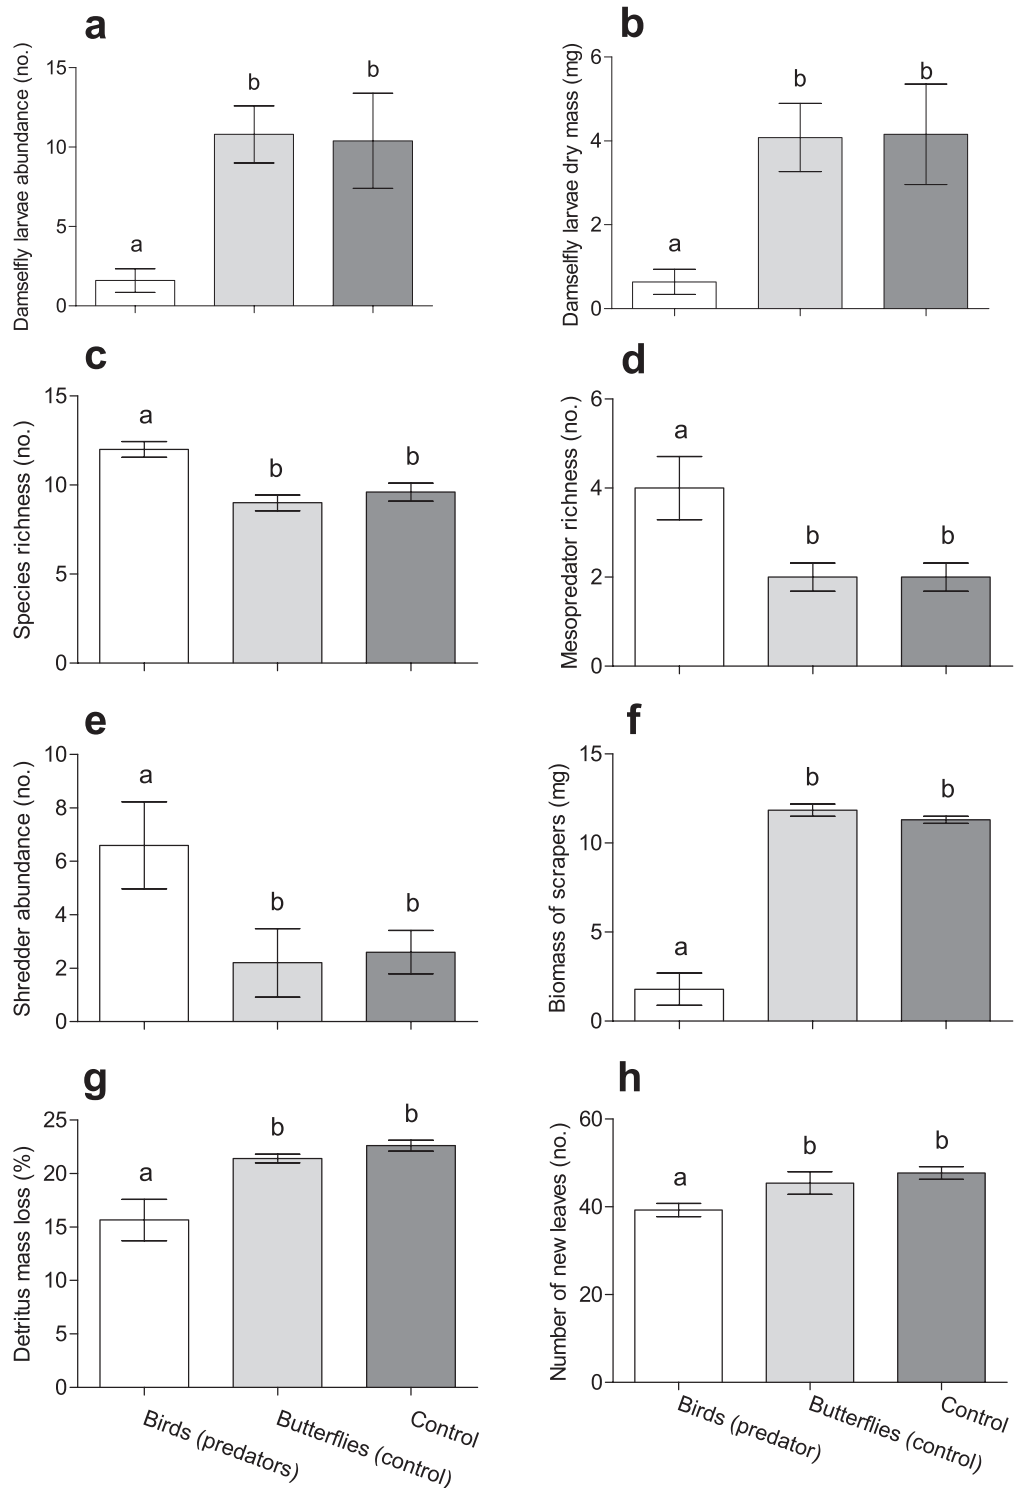 a
Damselfly larvae abundance (no.)
15
10
5
0
a
b
b
b
Damselfly larvae dry mass (mg)
6
4
2
0
a
b
b
c
Species richness (no.)
15
10
5
0
a
b
b
d
Mesopredator richness (no.)
6
4
2
0
a
b
b
e
Shredder abundance (no.)
10
8
6
4
2
0
a
b
b
f
Biomass of scrapers (mg)
15
10
5
0
a
b
b
g
Detritus mass loss (%)
25
20
15
10
5
0
a
b
b
Birds (predators)
Butterflies (control)
Control
h
Number of new leaves (no.)
60
40
20
0
a
b
b
Birds (predator)
Butterflies (control)
Control